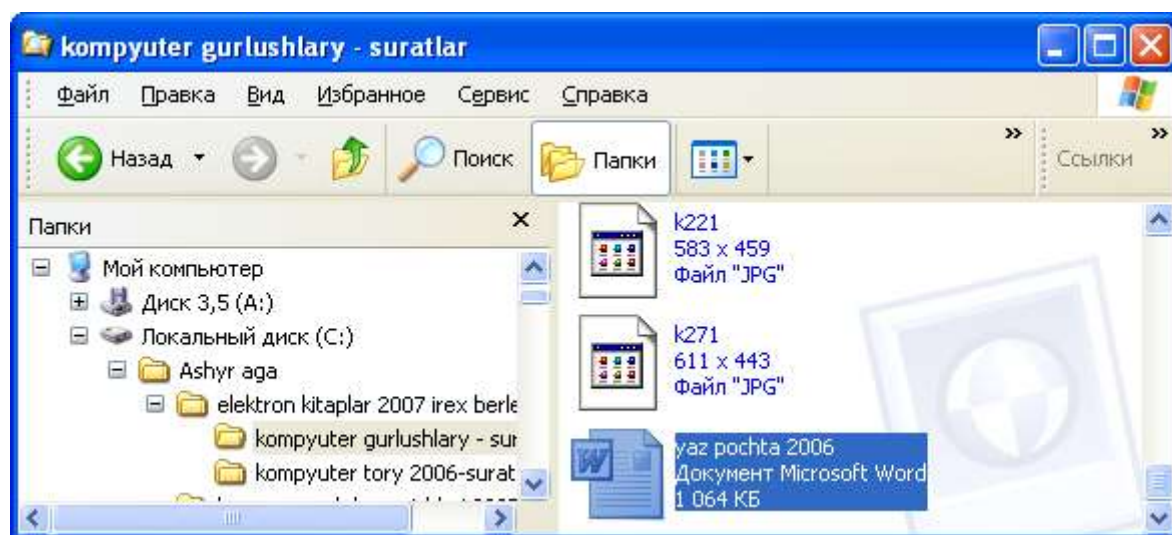 kompyuter gurlushlary - suratlar
Файл Правка Вид Избранное Сервис Справка
Назад Поиск Папки » Ссылки »
Папки
Мой компьютер
Диск 3,5 (A:)
Локальный диск (C:)
Ashyr aga
elektron kitaplar 2007 irex berle
kompyuter gurlushlary - sur
kompyuter tory 2006-surat
k221
583 x 459
Файл "JPG"
k271
611 x 443
Файл "JPG"
yaz pochta 2006
Документ Microsoft Word
1 064 КБ